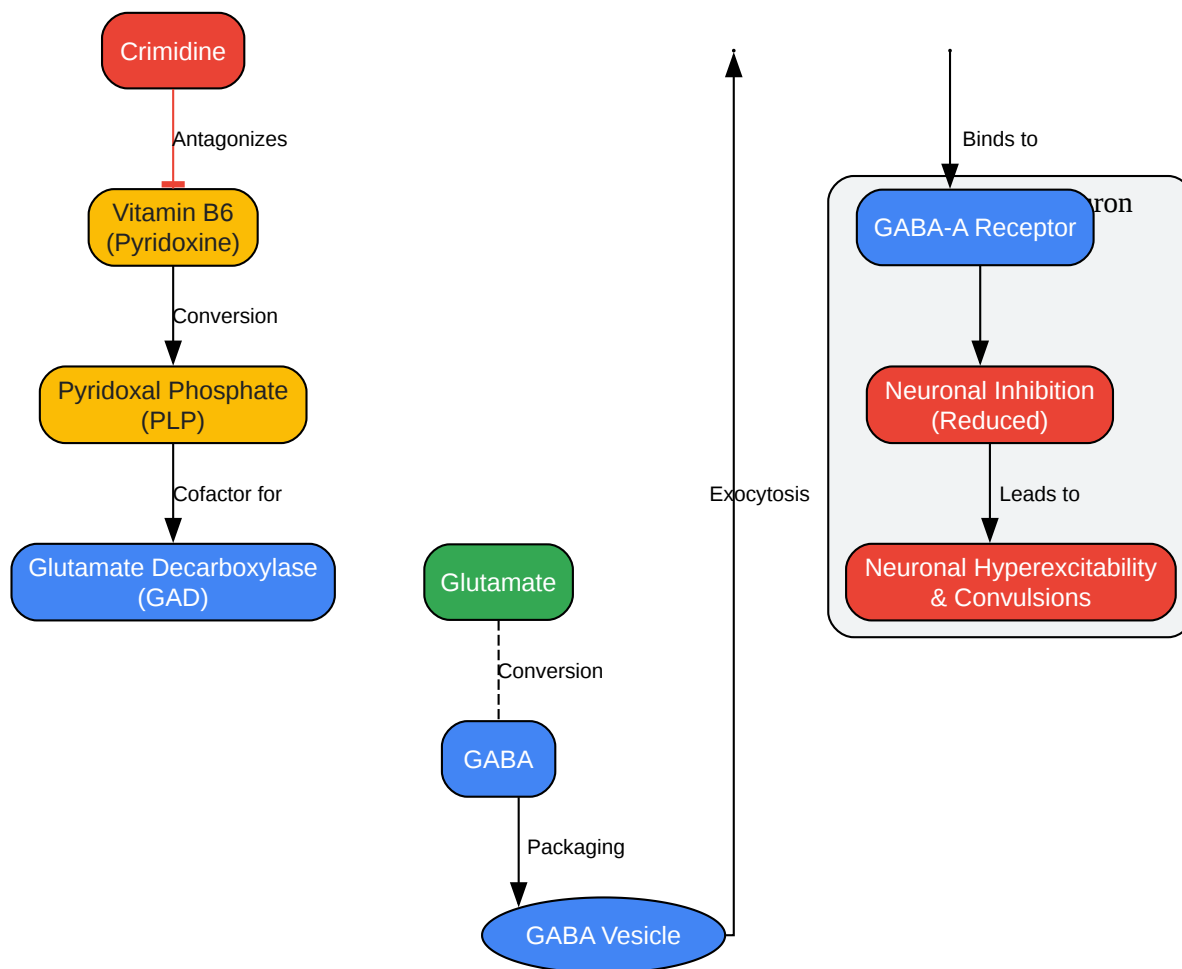 Crimidine
Antagonizes
Vitamin B6
(Pyridoxine)
Conversion
Pyridoxal Phosphate
(PLP)
Cofactor for
Glutamate Decarboxylase
(GAD)
Glutamate
Conversion
GABA
Packaging
GABA Vesicle
Exocytosis
Binds to
GABA-A Receptor
Neuronal Inhibition
(Reduced)
Leads to
Neuronal Hyperexcitability
& Convulsions